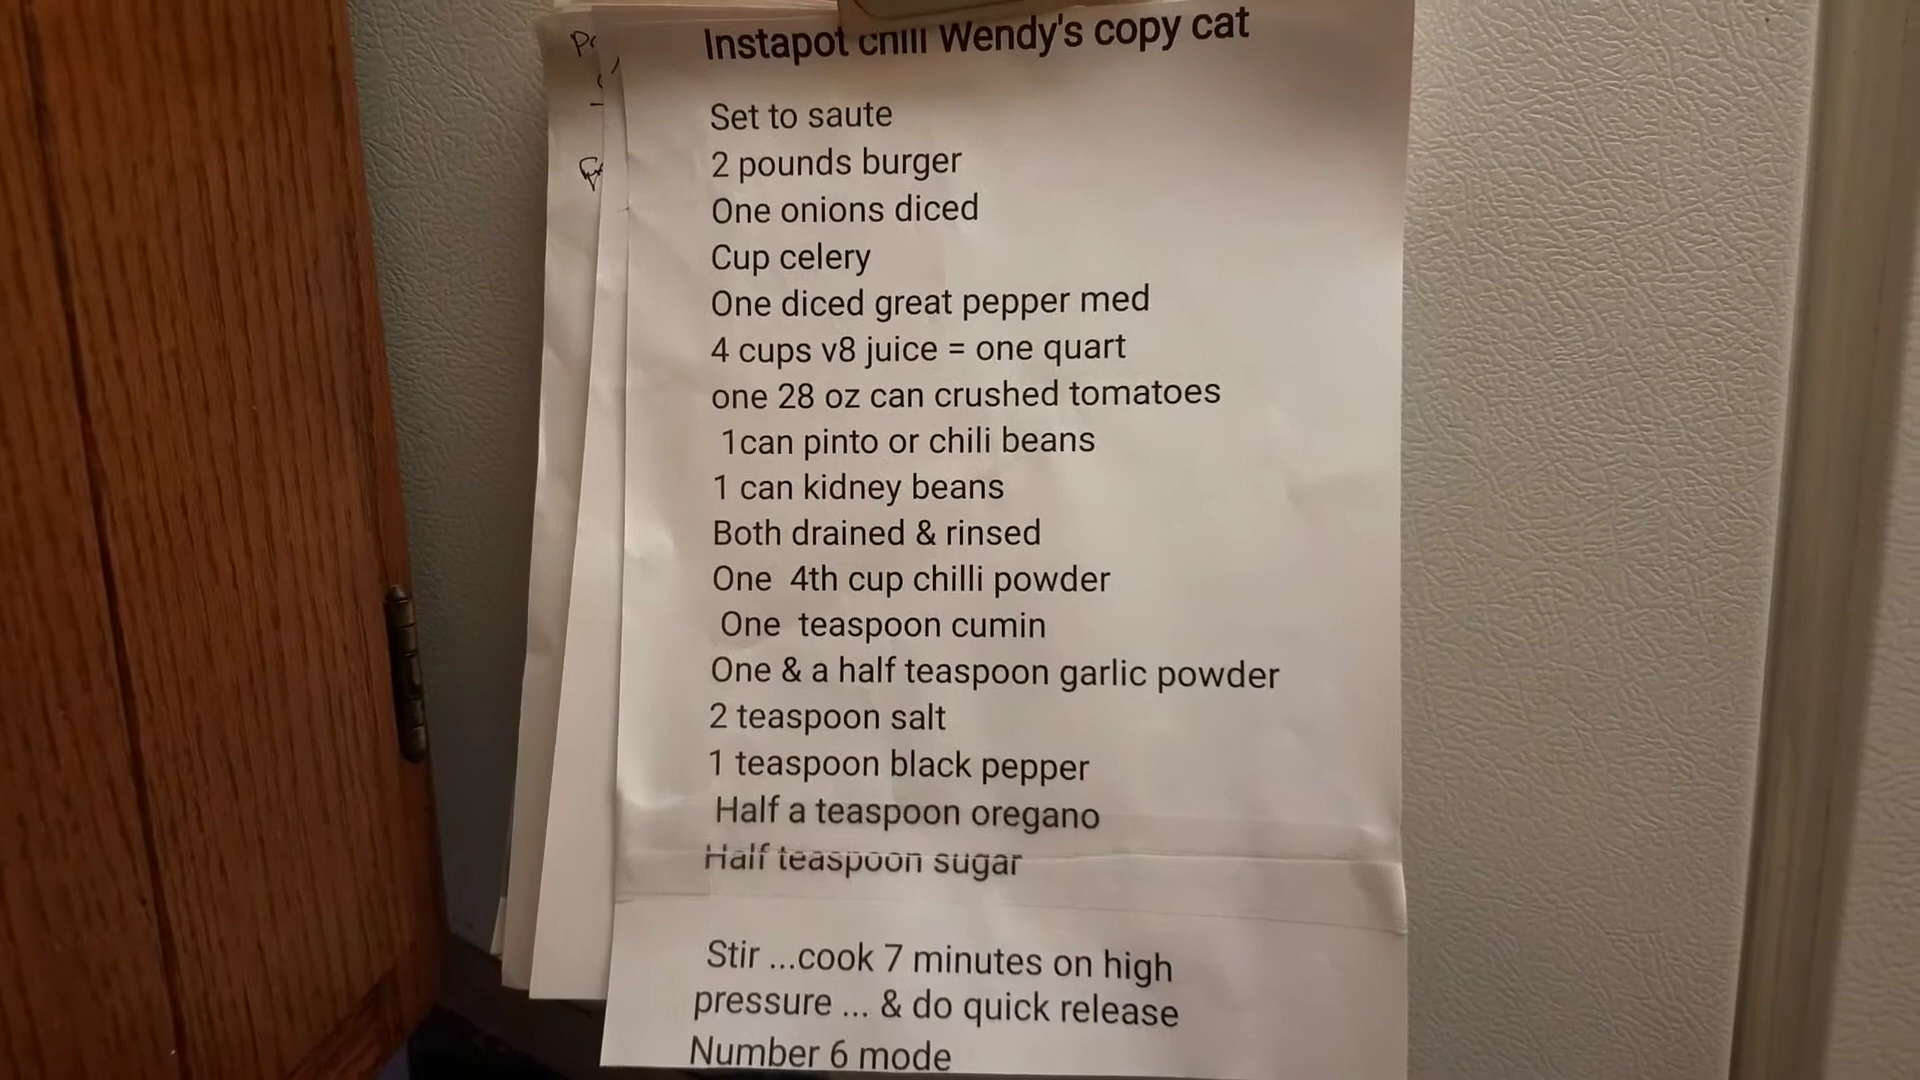 Instapot chili Wendy's copy cat
Set to saute
2 pounds burger
One onions diced
Cup celery
One diced great pepper med
4 cups v8 juice = one quart
one 28 oz can crushed tomatoes
1can pinto or chili beans
1 can kidney beans
Both drained & rinsed
One 4th cup chilli powder
One teaspoon cumin
One & a half teaspoon garlic powder
2 teaspoon salt
1 teaspoon black pepper
Half a teaspoon oregano
Half teaspoon sugar
Stir ...cook 7 minutes on high
pressure ... & do quick release
Number 6 mode